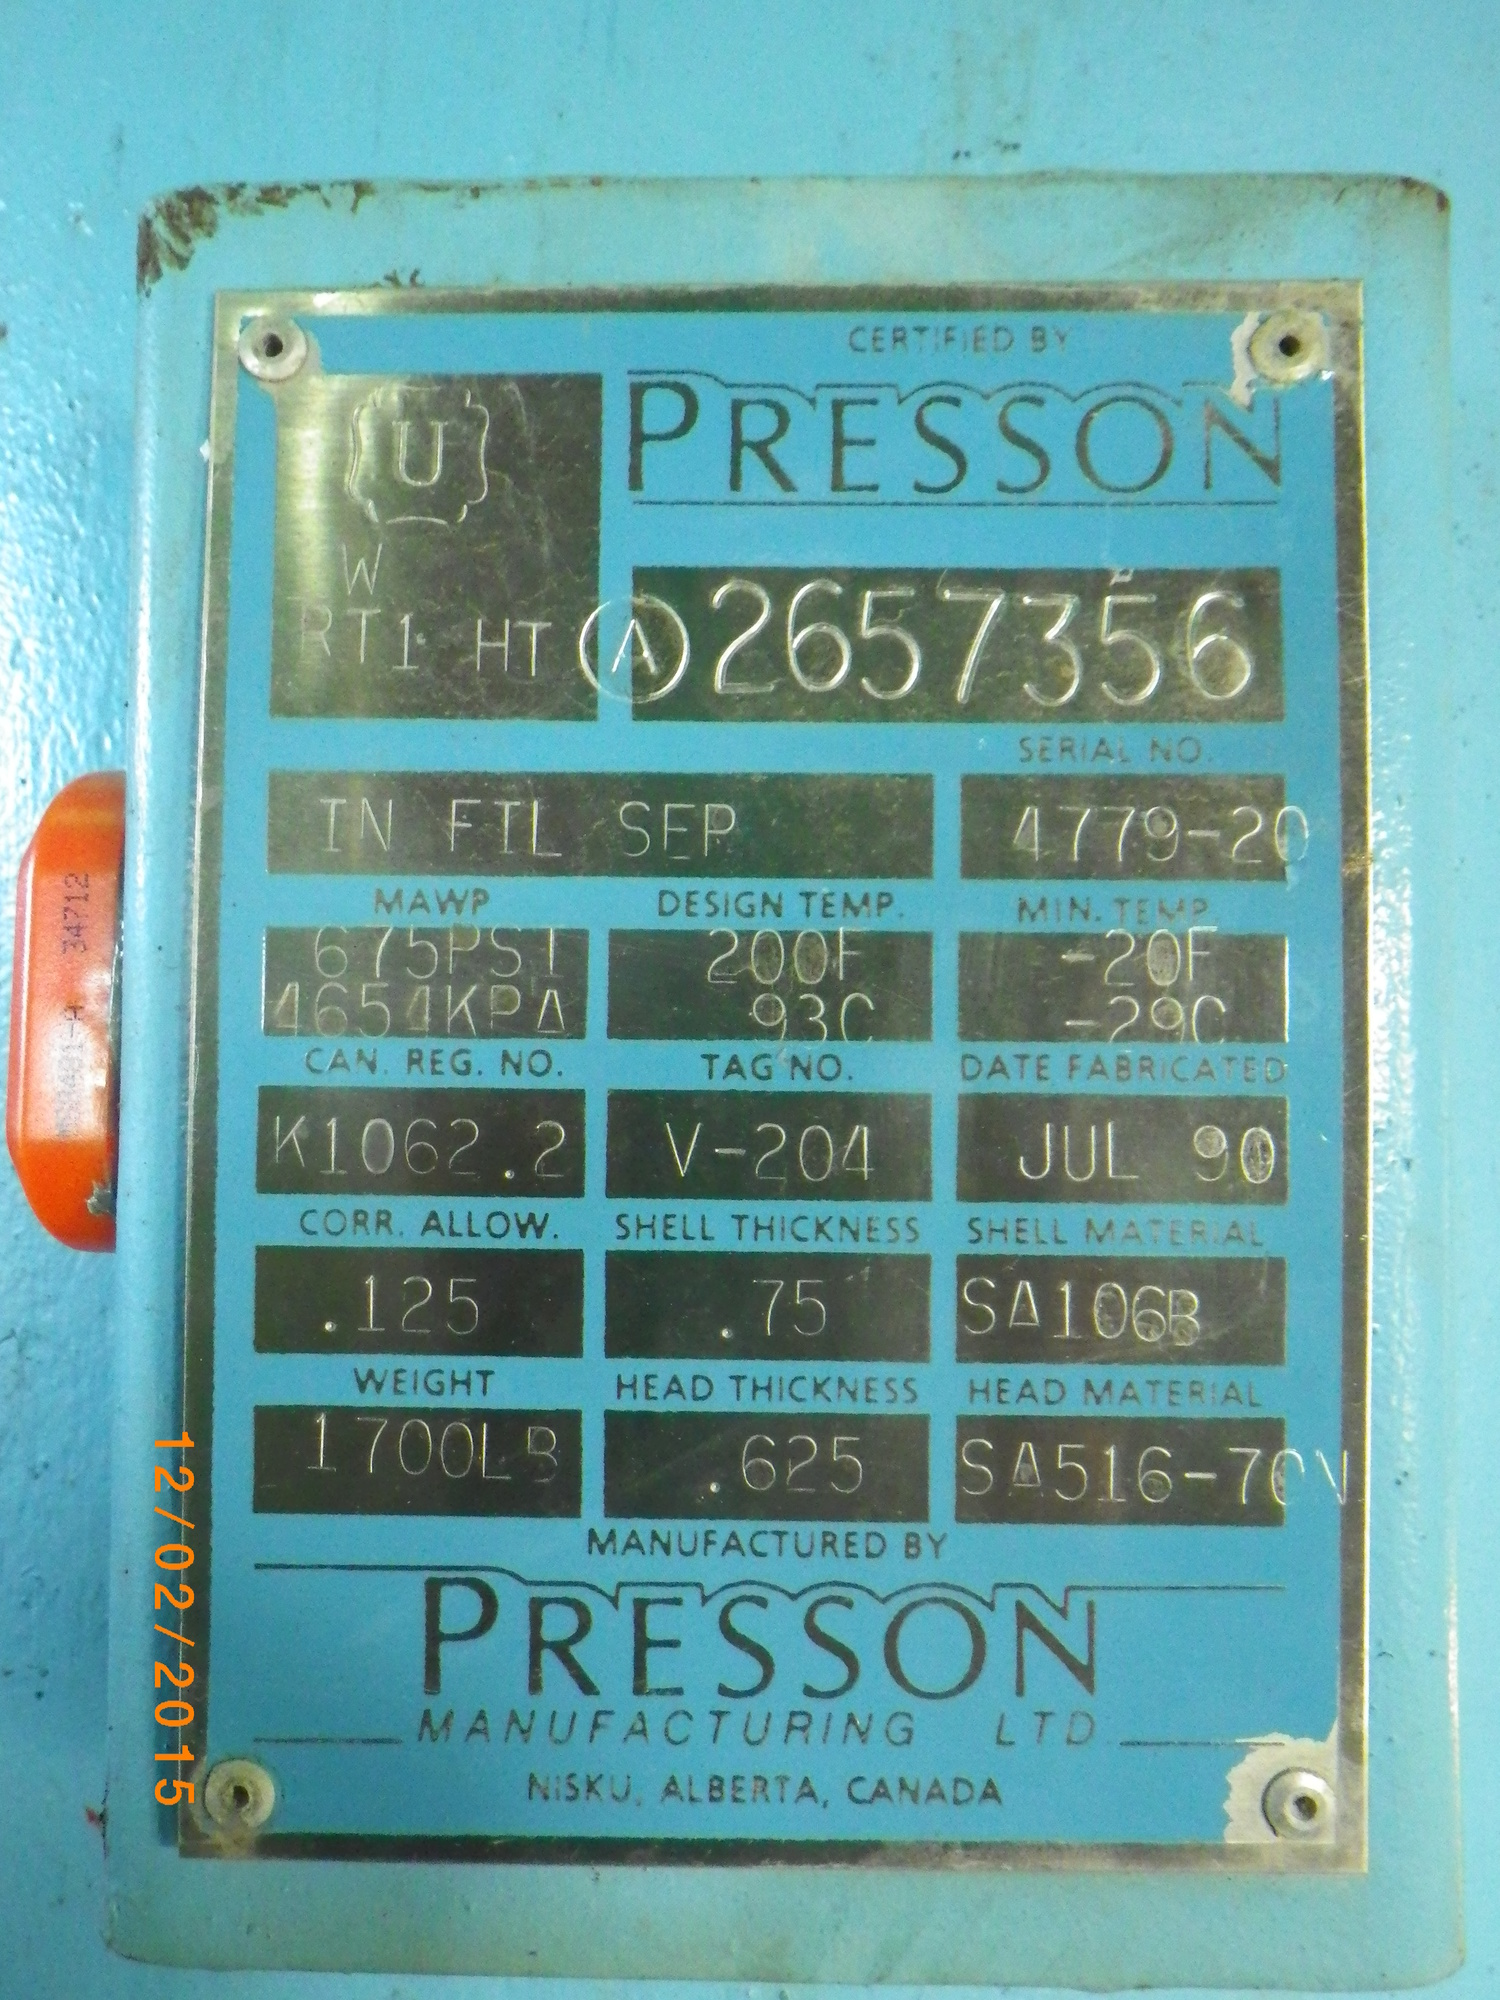 CERTIFIED BY
PRESSON
U
W
RT1 HT
A 2657356
SERIAL NO.
IN FIL SEP 4779-20
MAWP DESIGN TEMP. MIN. TEMP.
675PSI 200F -20F
4654KPA 93C -29C
CAN. REG. NO. TAG NO. DATE FABRICATED
K1062.2 V-204 JUL 90
CORR. ALLOW. SHELL THICKNESS SHELL MATERIAL
.125 .75 SA106B
WEIGHT HEAD THICKNESS HEAD MATERIAL
1700LB .625 SA516-70N
MANUFACTURED BY
PRESSON
MANUFACTURING LTD
NISKU, ALBERTA, CANADA
34712
12/02/2015